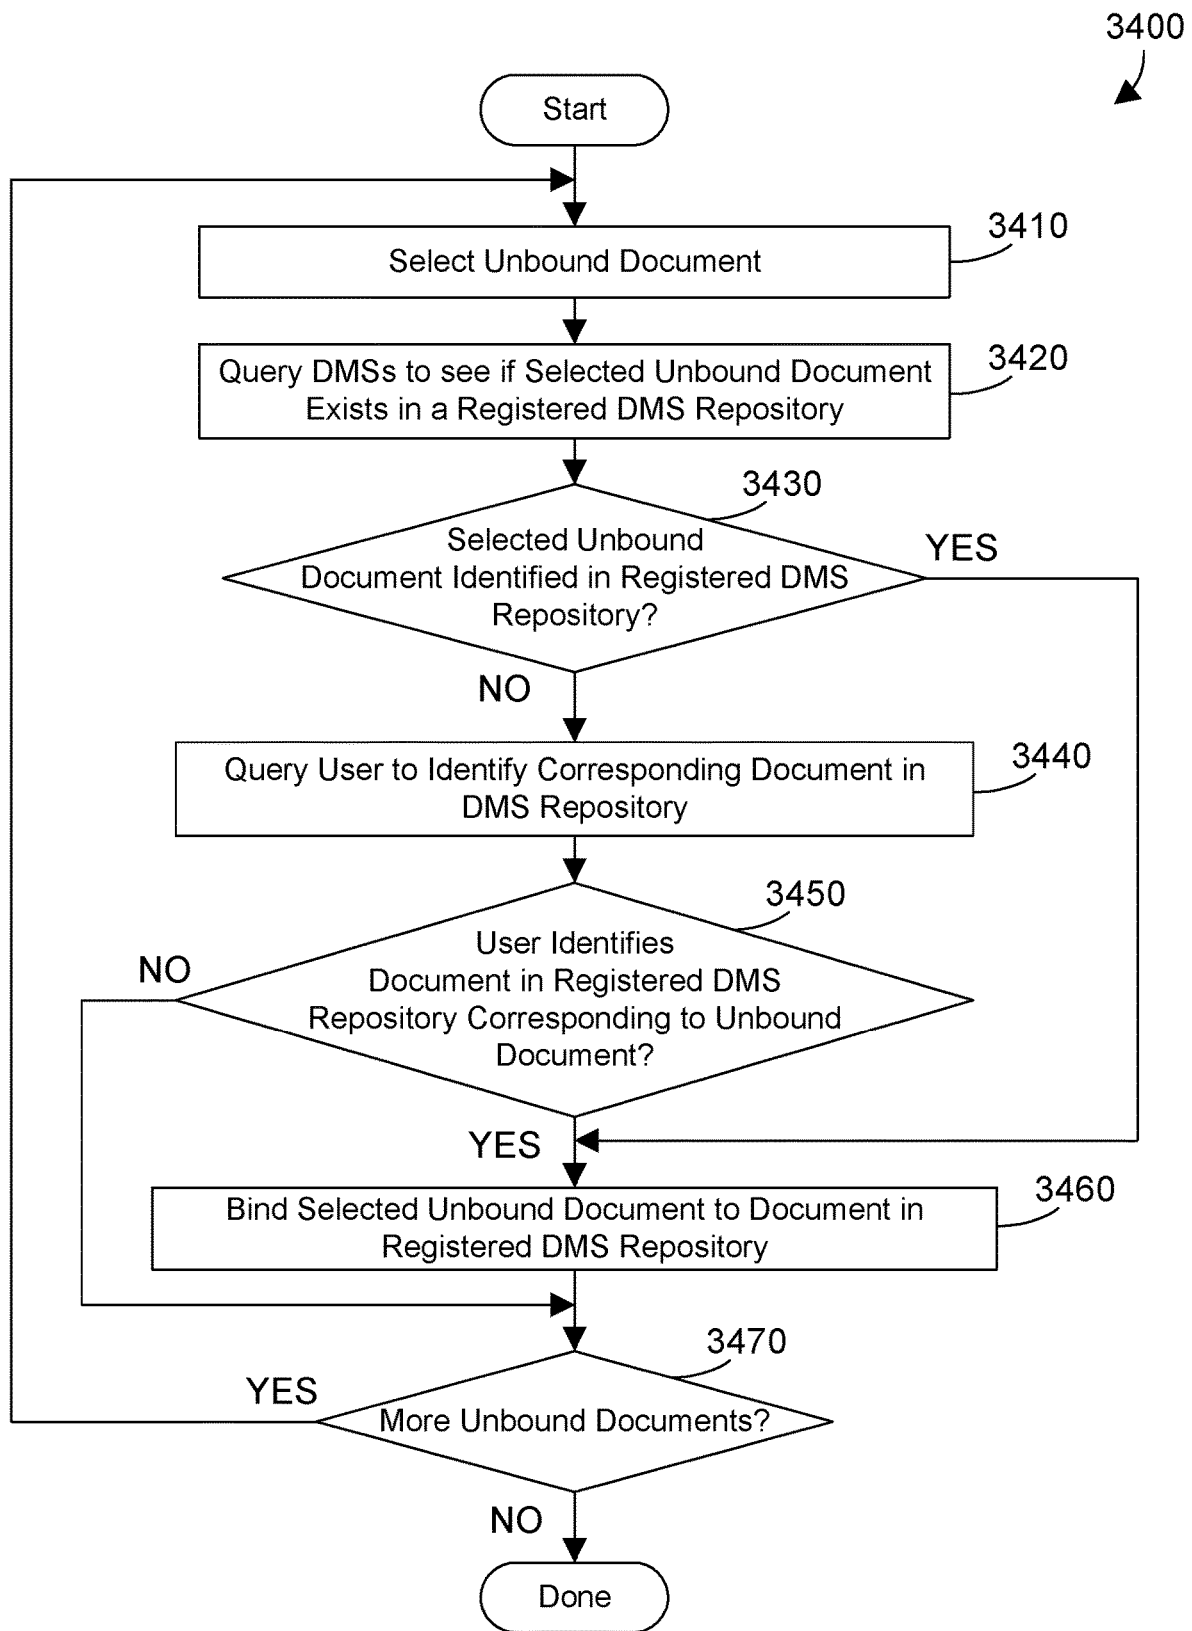 3400
Start
3410
Select Unbound Document
3420
Query DMSs to see if Selected Unbound Document
Exists in a Registered DMS Repository
3430
Selected Unbound
Document Identified in Registered DMS
Repository?
YES
NO
3440
Query User to Identify Corresponding Document in
DMS Repository
3450
User Identifies
Document in Registered DMS
Repository Corresponding to Unbound
Document?
NO
YES
3460
Bind Selected Unbound Document to Document in
Registered DMS Repository
3470
YES
More Unbound Documents?
NO
Done